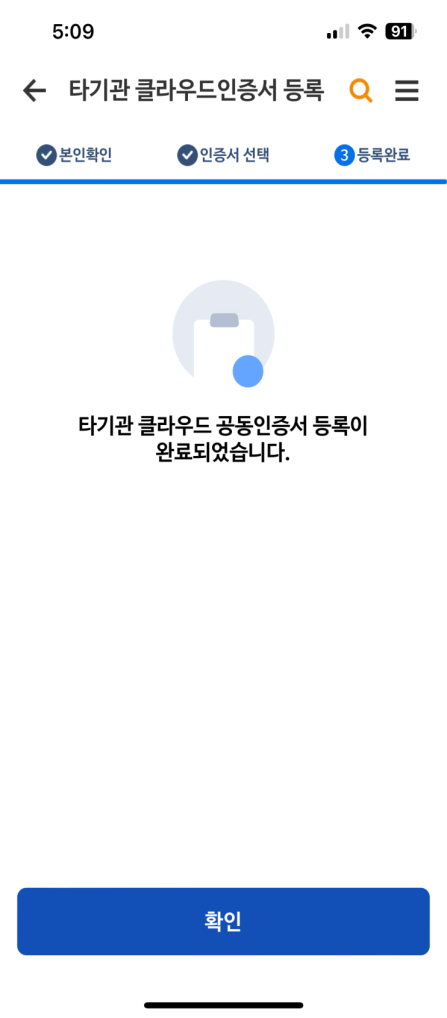 5:09
91
타기관 클라우드인증서 등록
본인확인
인증서 선택
3 등록완료
타기관 클라우드 공동인증서 등록이
완료되었습니다.
확인